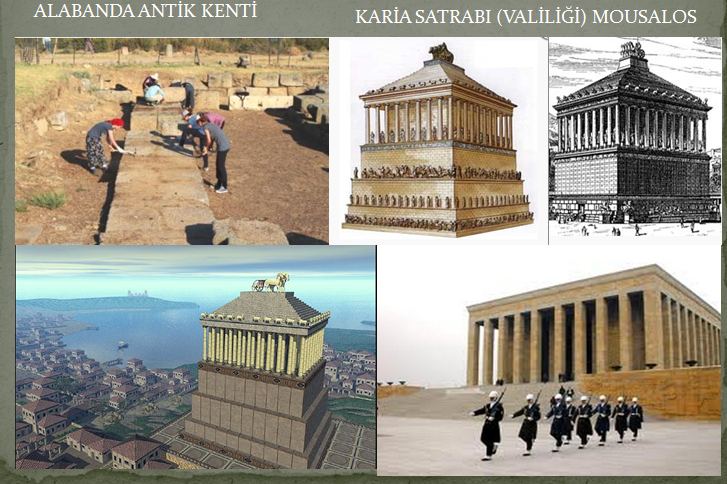 ALABANDA ANTİK KENTİ
KARİA SATRABI (VALİLİĞİ) MOUSALOS